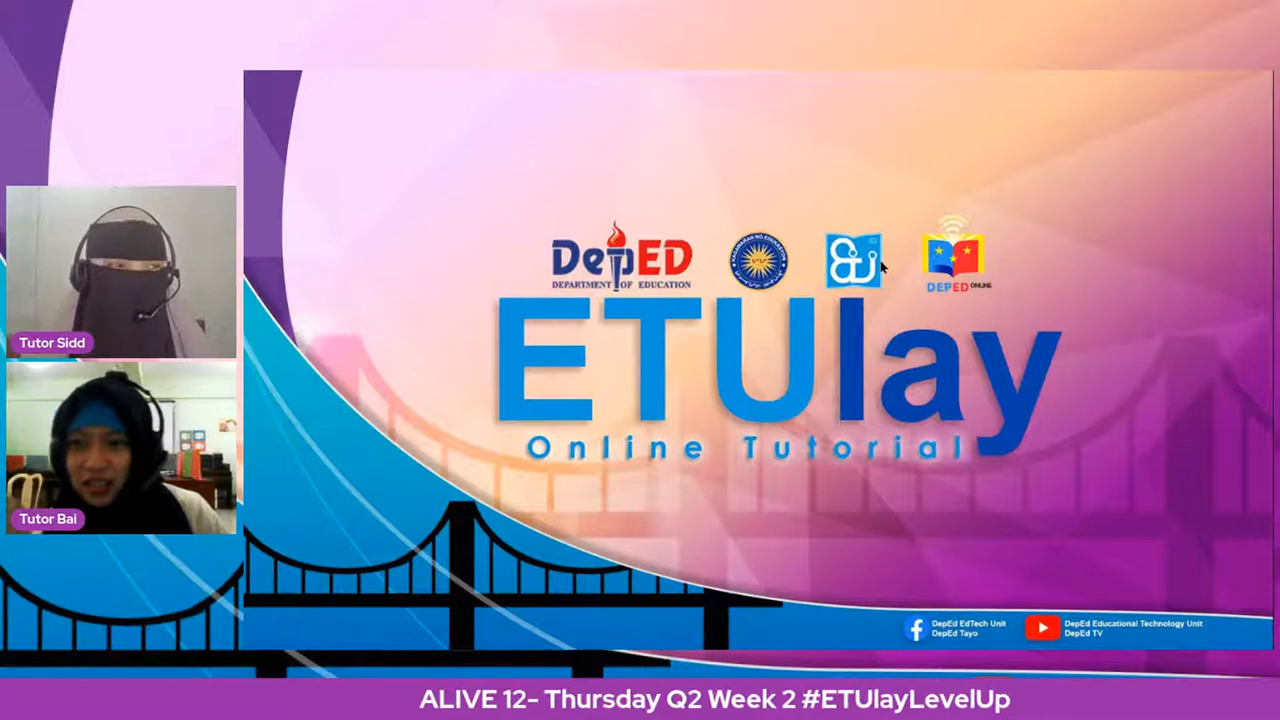 DepED
DEPARTMENT OF EDUCATION
DEPED ONLINE
ETUlay
Online Tutorial
Tutor Sidd
Tutor Bai
DepEd EdTech Unit
DepEd Tayo
DepEd Educational Technology Unit
DepEd TV
ALIVE 12- Thursday Q2 Week 2 #ETUlayLevelUp